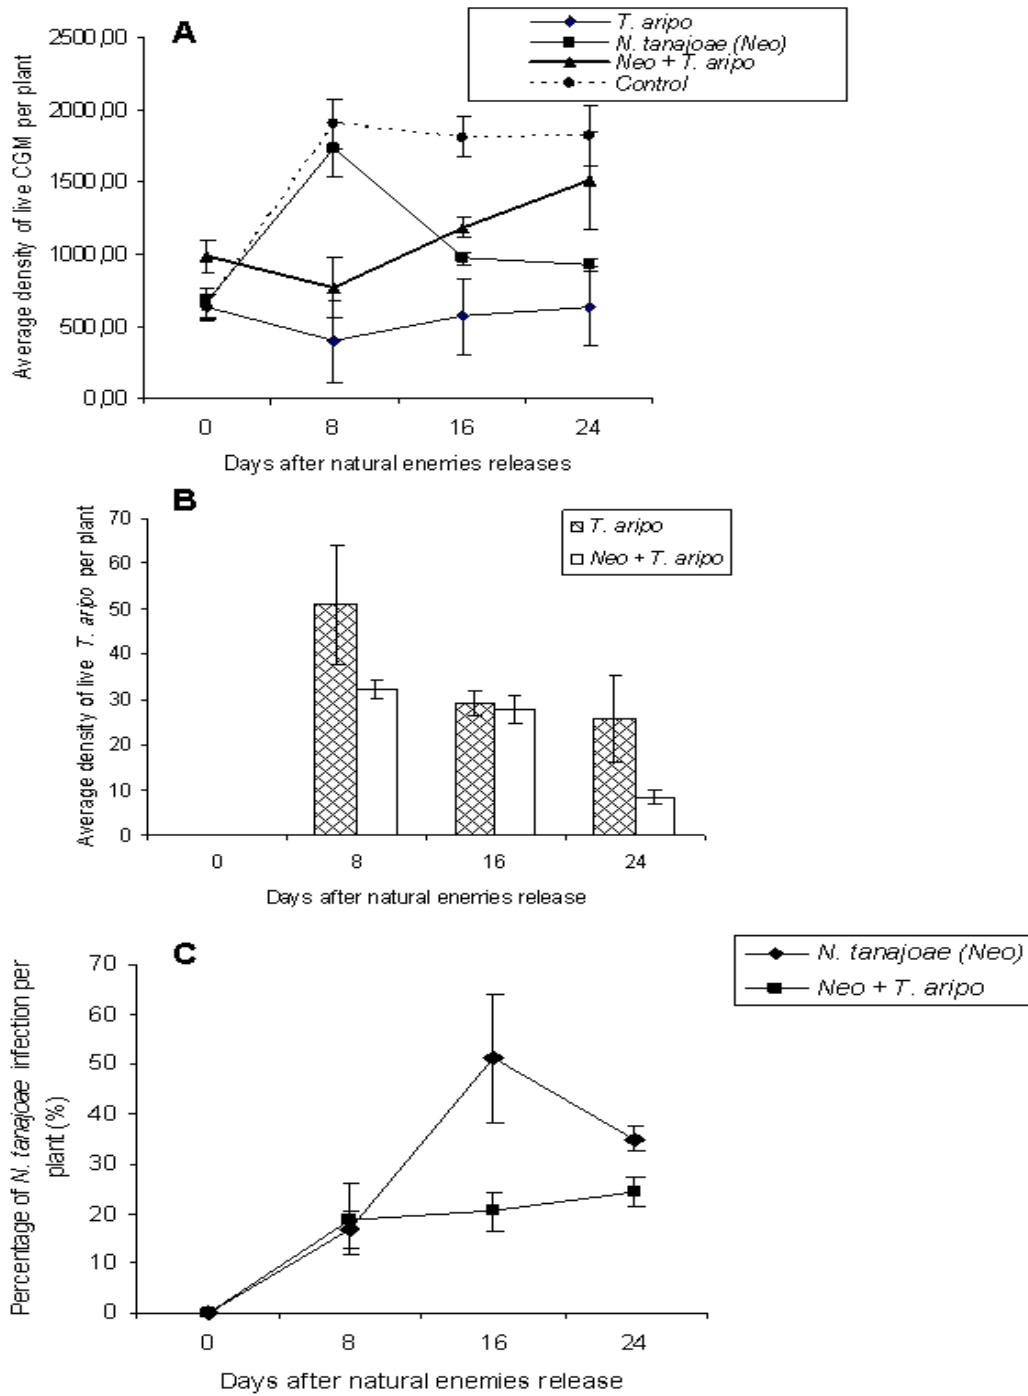 A
T. aripo
N. tanajoae (Neo)
Neo + T. aripo
Control
Average density of live CGM per plant
2500,00
2000,00
1500,00
1000,00
500,00
0,00
0 8 16 24
Days after natural enemies releases
B
T. aripo
Neo + T. aripo
Average density of live T. aripo per plant
70
60
50
40
30
20
10
0
0 8 16 24
Days after natural enemies release
C
N. tanajoae (Neo)
Neo + T. aripo
Percentage of N. tanajoae infection per
plant (%)
70
60
50
40
30
20
10
0
0 8 16 24
Days after natural enemies release